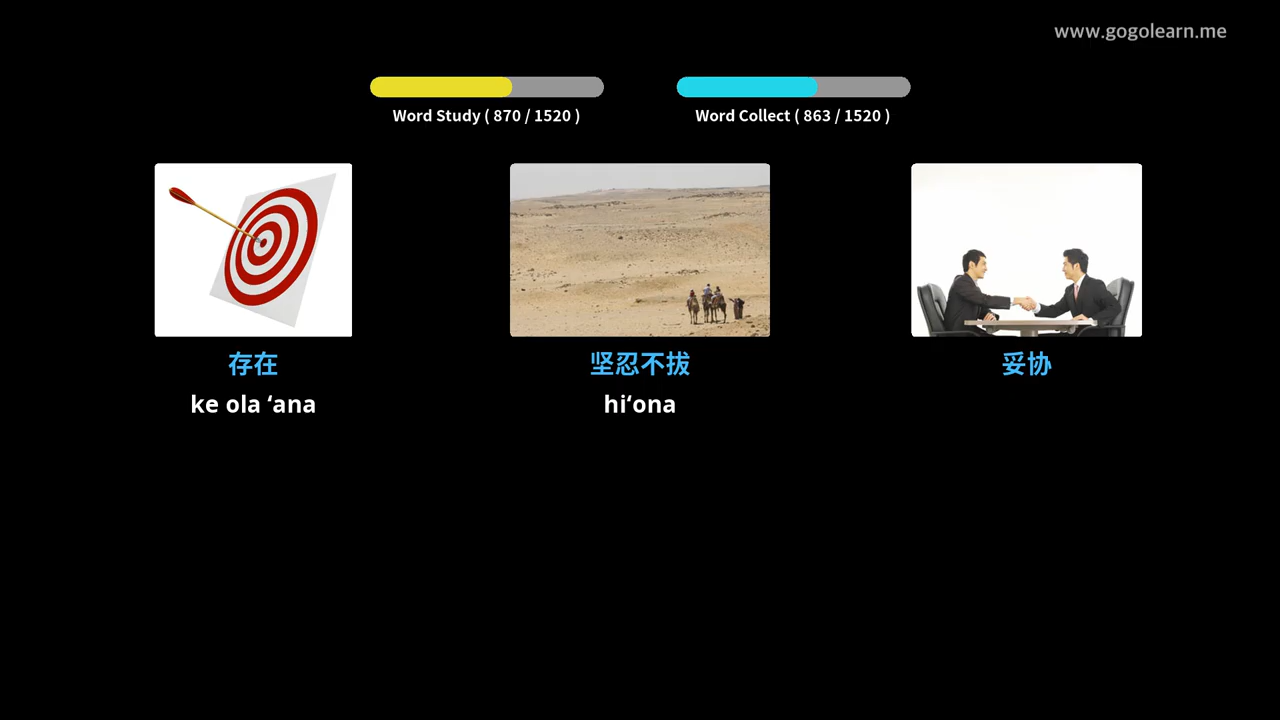 www.gogolearn.me
Word Study ( 870 / 1520 )
Word Collect ( 863 / 1520 )
存在
坚忍不拔
妥协
ke ola ʻana
hiʻona